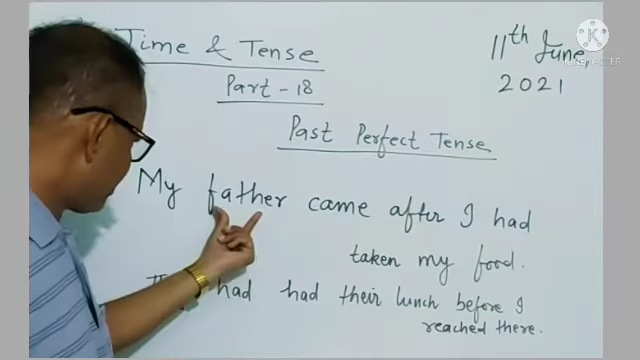 Time & Tense
11th June,
2021
Part - 18
Past Perfect Tense
My father came after I had
taken my food.
had had their lunch before I
reached there.